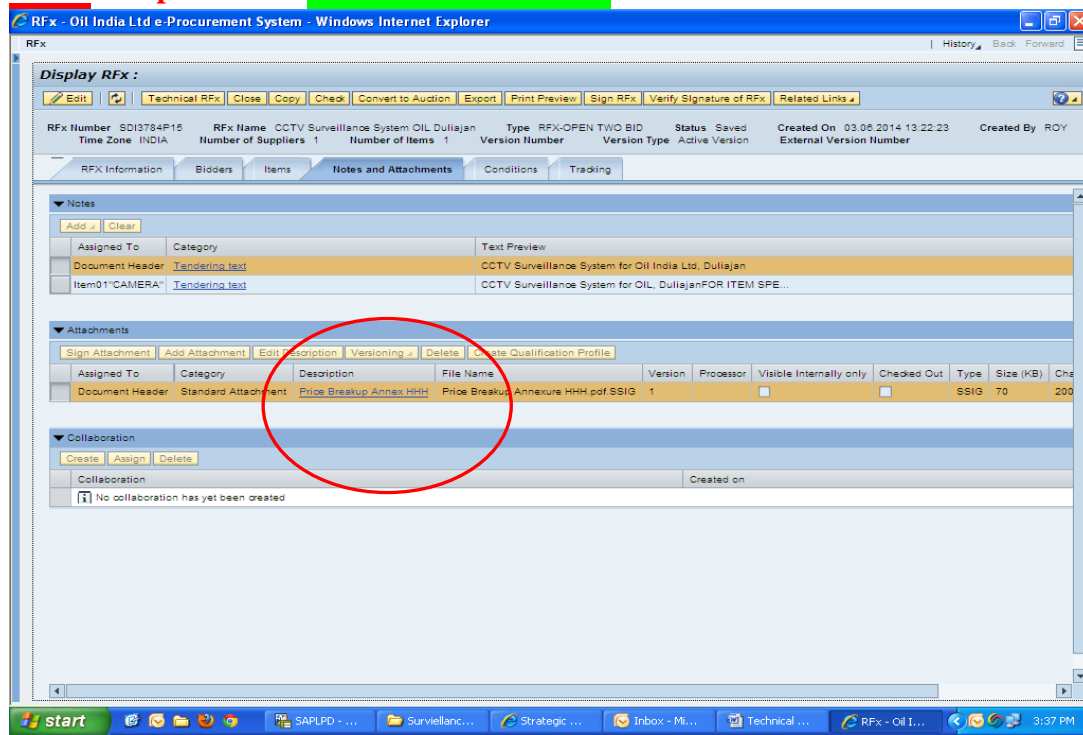 RFx - Oil India Ltd e-Procurement System - Windows Internet Explorer
RFx | History Back Forward
Display RFx :
Edit | Technical RFx Close Copy Check Convert to Auction Export Print Preview Sign RFx Verify Signature of RFx Related Links
RFx Number SDI3784P15 RFx Name CCTV Surveillance System OIL Duliajan Type RFX-OPEN TWO BID Status Saved Created On 03.06.2014 13:22:23 Created By ROY
Time Zone INDIA Number of Suppliers 1 Number of Items 1 Version Number Version Type Active Version External Version Number
RFX Information Bidders Items Notes and Attachments Conditions Tracking
Notes
Add Clear
Assigned To Category Text Preview
Document Header Tendering text CCTV Surveillance System for Oil India Ltd, Duliajan
Item01"CAMERA" Tendering text CCTV Surveillance System for OIL, DuliajanFOR ITEM SPE...
Attachments
Sign Attachment Add Attachment Edit Description Versioning Delete Create Qualification Profile
Assigned To Category Description File Name Version Processor Visible Internally only Checked Out Type Size (KB) Cha
Document Header Standard Attachment Price Breakup Annex HHH Price Breakup Annexure HHH.pdf.SSIG 1 SSIG 70 200
Collaboration
Create Assign Delete
Collaboration Created on
No collaboration has yet been created
start SAPLPD - ... Surviellanc... Strategic ... Inbox - Mi... Technical ... RFx - Oil I... 3:37 PM